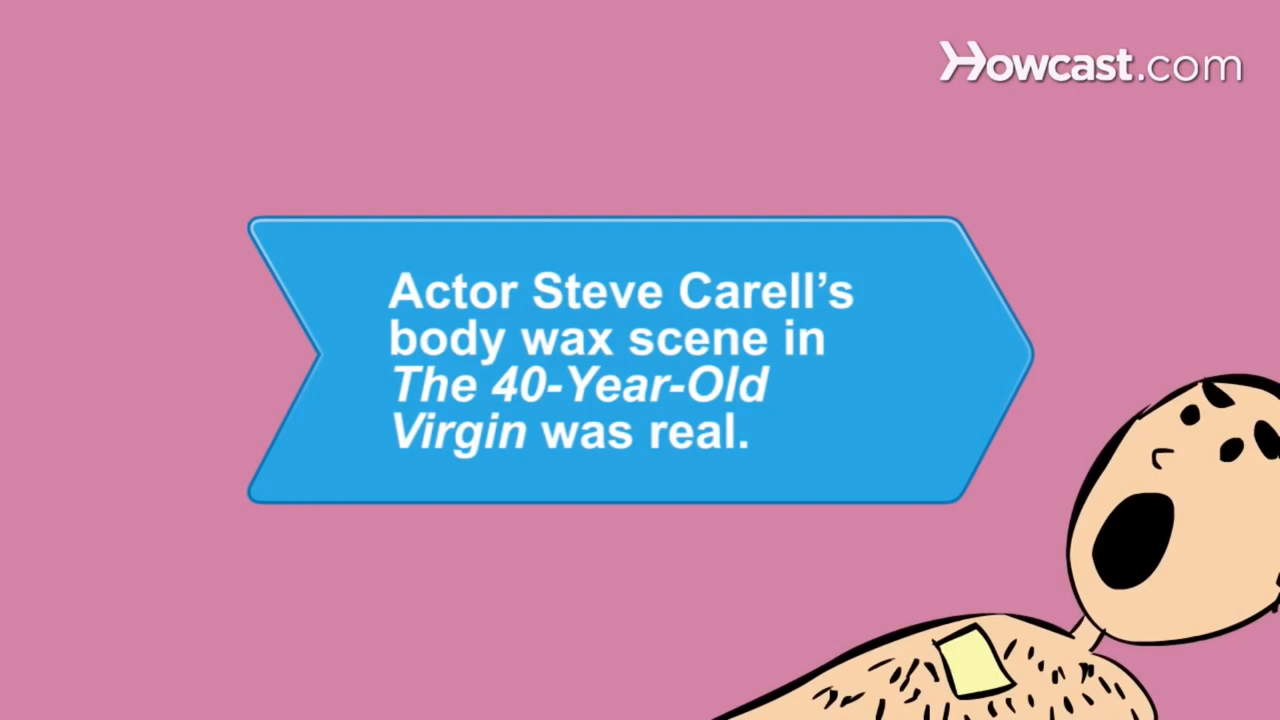 Howcast.com
Actor Steve Carell’s
body wax scene in
The 40-Year-Old
Virgin was real.